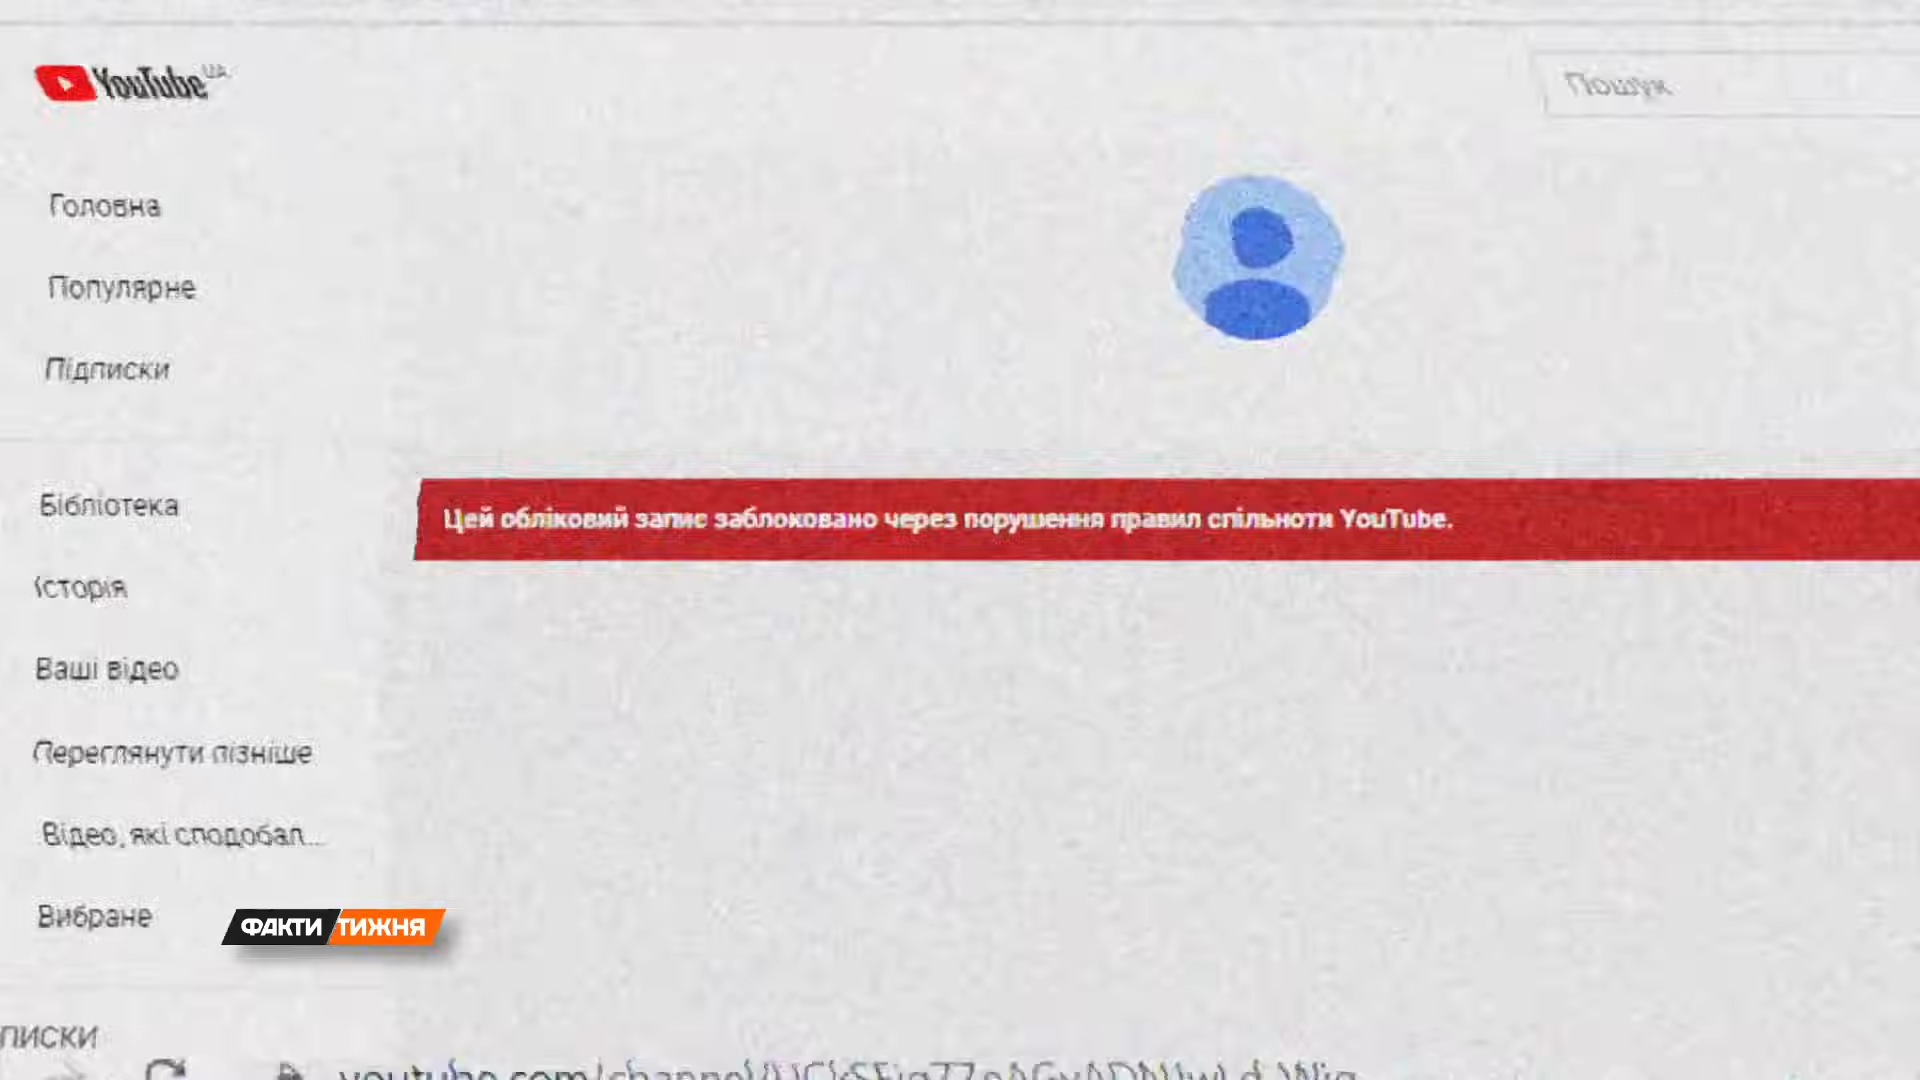 YouTube UA
Пошук
Головна
Популярне
Підписки
Бібліотека
Історія
Ваші відео
Переглянути пізніше
Відео, які сподобал...
Вибране
Цей обліковий запис заблоковано через порушення правил спільноти YouTube.
ФАКТИ ТИЖНЯ
писки